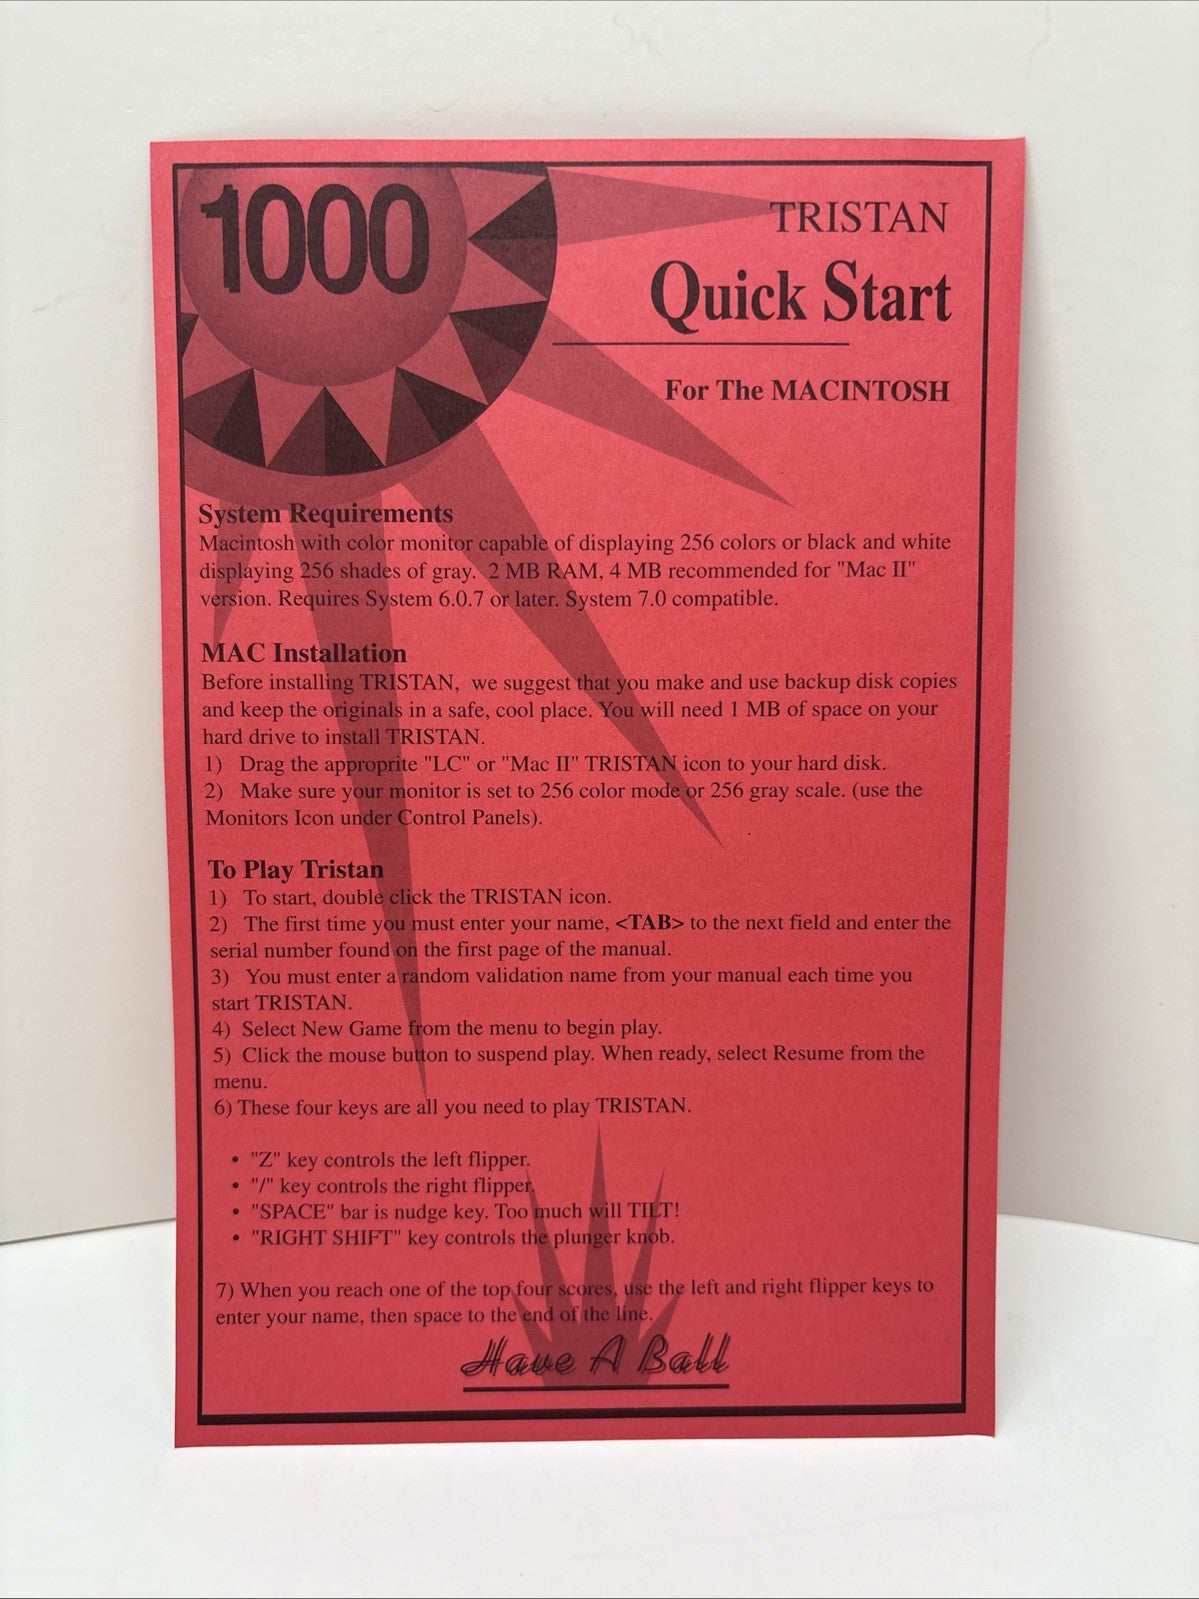 1000
TRISTAN
Quick Start
For The MACINTOSH
System Requirements
Macintosh with color monitor capable of displaying 256 colors or black and white
displaying 256 shades of gray.  2 MB RAM, 4 MB recommended for "Mac II"
version. Requires System 6.0.7 or later. System 7.0 compatible.
MAC Installation
Before installing TRISTAN,  we suggest that you make and use backup disk copies
and keep the originals in a safe, cool place. You will need 1 MB of space on your
hard drive to install TRISTAN.
1)   Drag the approprite "LC" or "Mac II" TRISTAN icon to your hard disk.
2)   Make sure your monitor is set to 256 color mode or 256 gray scale. (use the
Monitors Icon under Control Panels).
To Play Tristan
1)   To start, double click the TRISTAN icon.
2)   The first time you must enter your name, <TAB> to the next field and enter the
serial number found on the first page of the manual.
3)   You must enter a random validation name from your manual each time you
start TRISTAN.
4)  Select New Game from the menu to begin play.
5)  Click the mouse button to suspend play. When ready, select Resume from the
menu.
6) These four keys are all you need to play TRISTAN.
• "Z" key controls the left flipper.
• "/" key controls the right flipper.
• "SPACE" bar is nudge key. Too much will TILT!
• "RIGHT SHIFT" key controls the plunger knob.
7) When you reach one of the top four scores, use the left and right flipper keys to
enter your name, then space to the end of the line.
Have A Ball